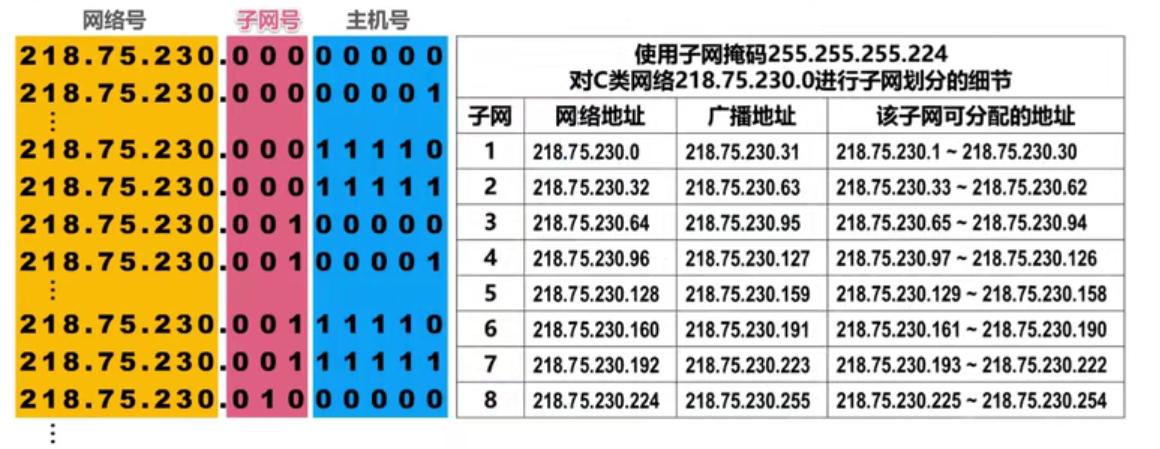 网络号 子网号 主机号
218.75.230.000 00000
218.75.230.000 00001
⋮
218.75.230.000 11110
218.75.230.000 11111
218.75.230.001 00000
218.75.230.001 00001
⋮
218.75.230.001 11110
218.75.230.001 11111
218.75.230.010 00000
⋮
使用子网掩码255.255.255.224
对C类网络218.75.230.0进行子网划分的细节
子网 网络地址 广播地址 该子网可分配的地址
1 218.75.230.0 218.75.230.31 218.75.230.1 ~ 218.75.230.30
2 218.75.230.32 218.75.230.63 218.75.230.33 ~ 218.75.230.62
3 218.75.230.64 218.75.230.95 218.75.230.65 ~ 218.75.230.94
4 218.75.230.96 218.75.230.127 218.75.230.97 ~ 218.75.230.126
5 218.75.230.128 218.75.230.159 218.75.230.129 ~ 218.75.230.158
6 218.75.230.160 218.75.230.191 218.75.230.161 ~ 218.75.230.190
7 218.75.230.192 218.75.230.223 218.75.230.193 ~ 218.75.230.222
8 218.75.230.224 218.75.230.255 218.75.230.225 ~ 218.75.230.254